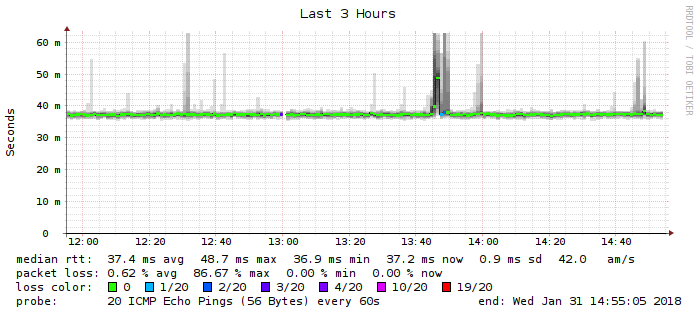 Last 3 Hours
RRDTOOL / TOBI OETIKER
Seconds
60 m
50 m
40 m
30 m
20 m
10 m
0
12:00 12:20 12:40 13:00 13:20 13:40 14:00 14:20 14:40
median rtt: 37.4 ms avg 48.7 ms max 36.9 ms min 37.2 ms now 0.9 ms sd 42.0 am/s
packet loss: 0.62 % avg 86.67 % max 0.00 % min 0.00 % now
loss color: 0 1/20 2/20 3/20 4/20 10/20 19/20
probe: 20 ICMP Echo Pings (56 Bytes) every 60s end: Wed Jan 31 14:55:05 2018